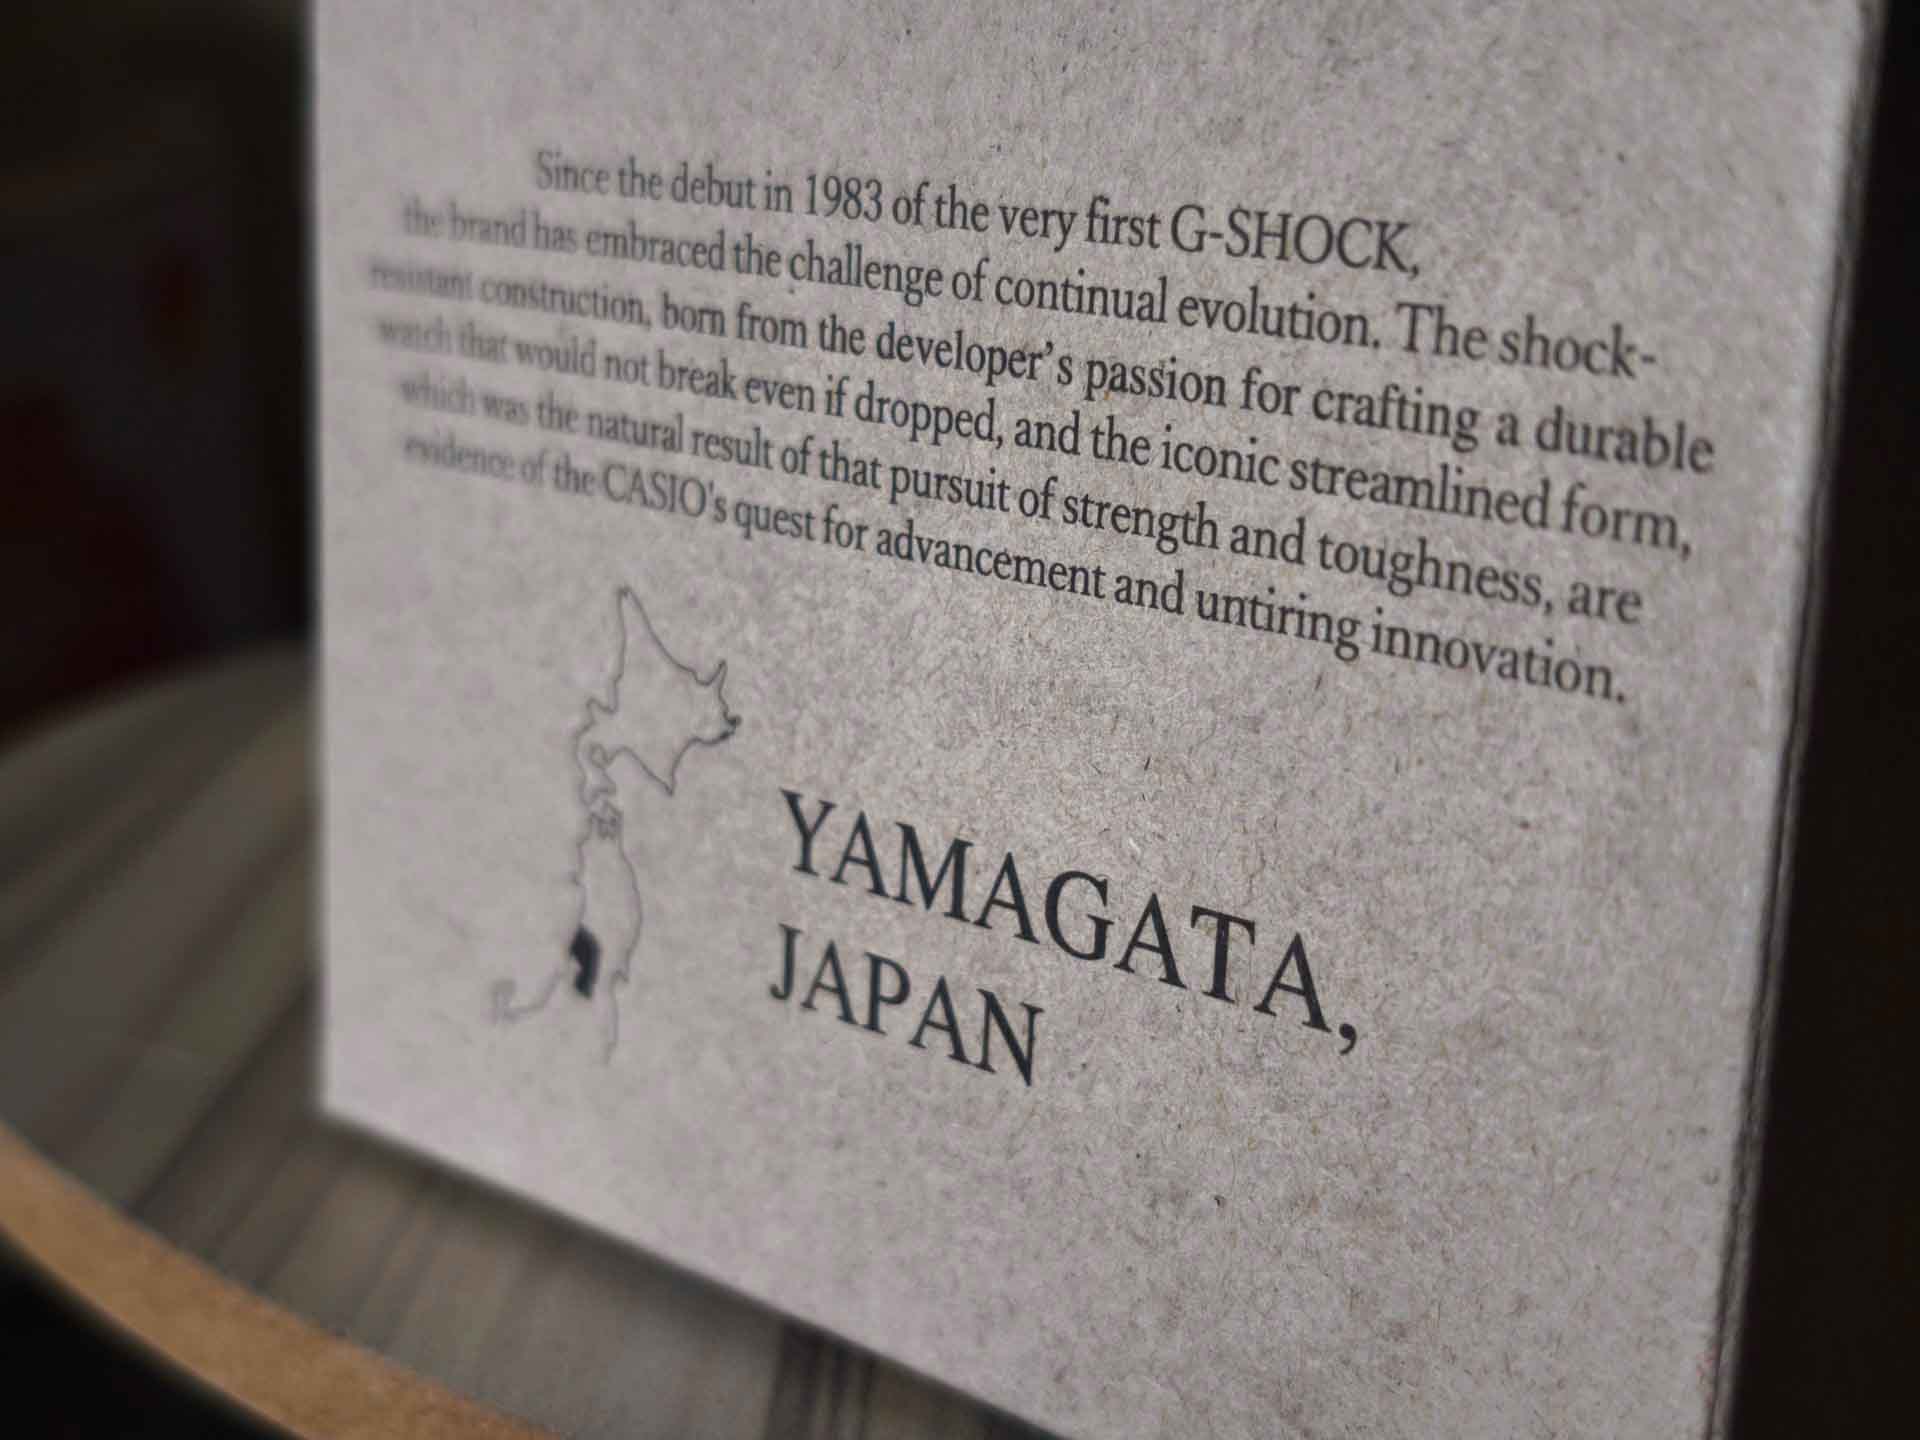 Since the debut in 1983 of the very first G-SHOCK,
the brand has embraced the challenge of continual evolution. The shock-
resistant construction, born from the developer's passion for crafting a durable
watch that would not break even if dropped, and the iconic streamlined form,
which was the natural result of that pursuit of strength and toughness, are
evidence of the CASIO's quest for advancement and untiring innovation.
YAMAGATA,
JAPAN